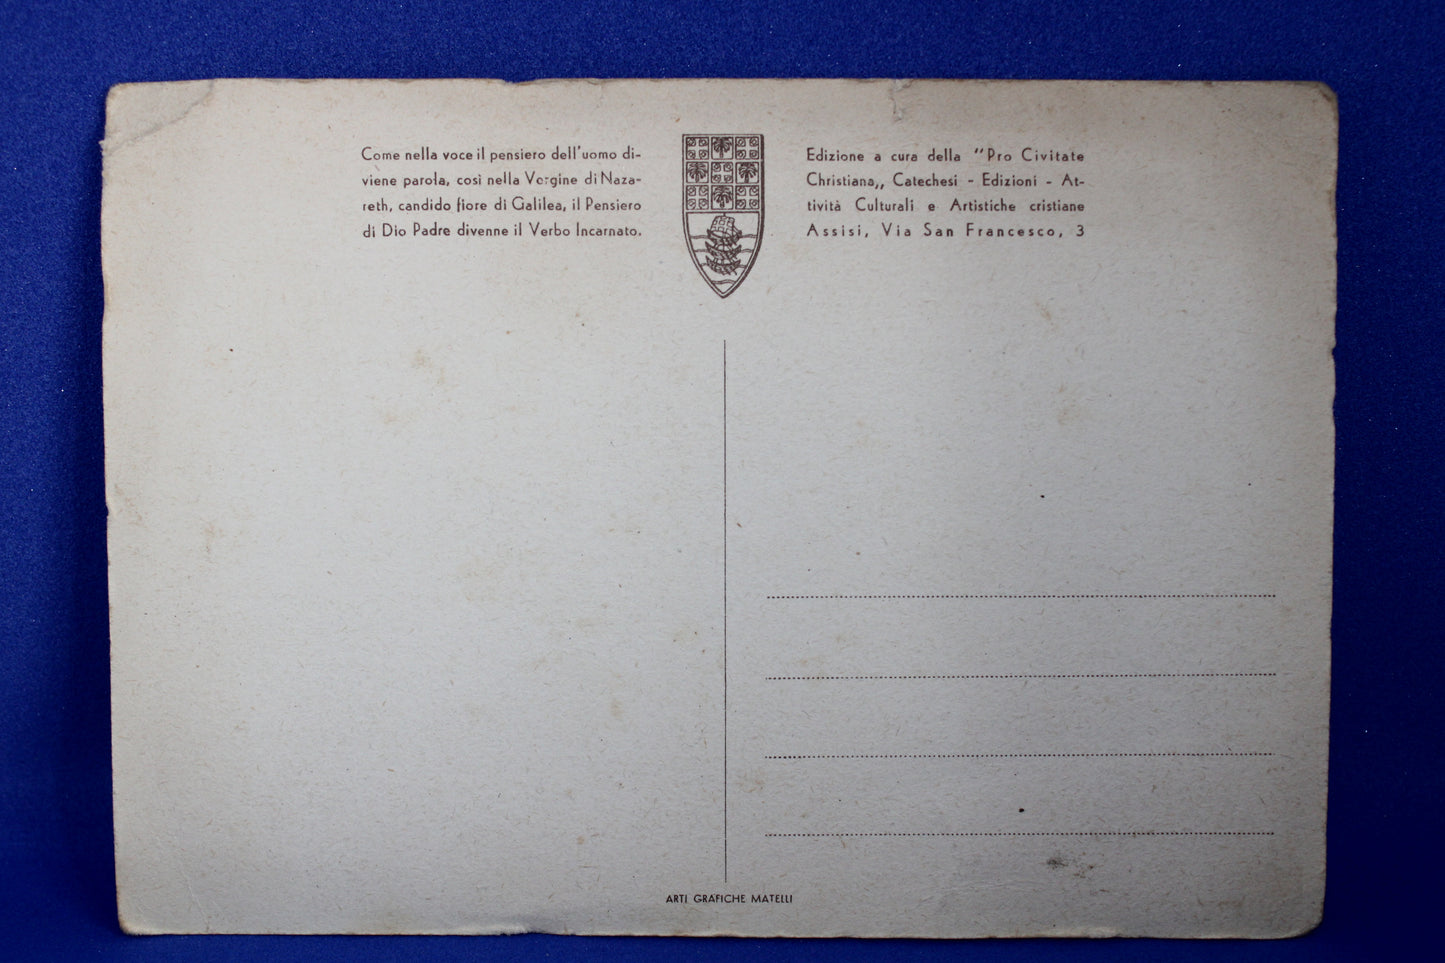 Come nella voce il pensiero dell'uomo di-
viene parola, così nella Vergine di Naza-
reth, candido fiore di Galilea, il Pensiero
di Dio Padre divenne il Verbo Incarnato.
Edizione a cura della "Pro Civitate
Christiana,, Catechesi - Edizioni - At-
tività Culturali e Artistiche cristiane
Assisi, Via San Francesco, 3
ARTI GRAFICHE MATELLI